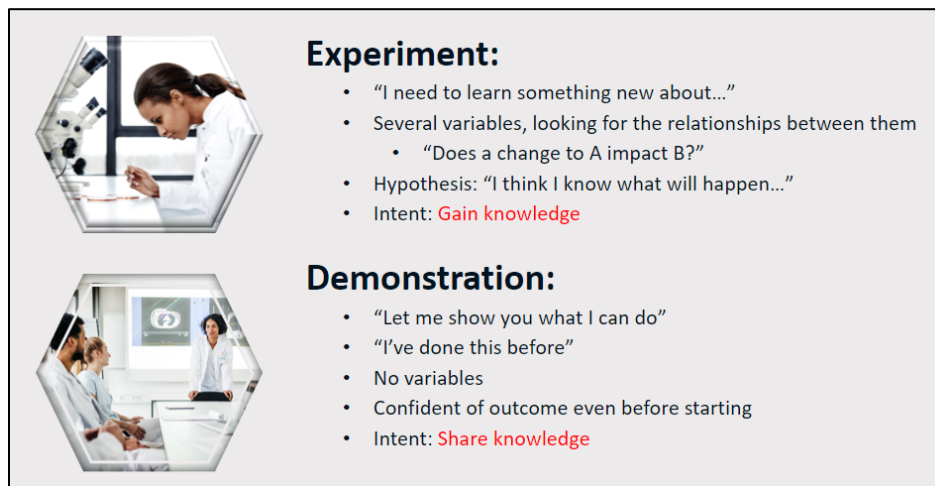 Experiment:
• “I need to learn something new about…”
• Several variables, looking for the relationships between them
• “Does a change to A impact B?”
• Hypothesis: “I think I know what will happen…”
• Intent: Gain knowledge
Demonstration:
• “Let me show you what I can do”
• “I’ve done this before”
• No variables
• Confident of outcome even before starting
• Intent: Share knowledge